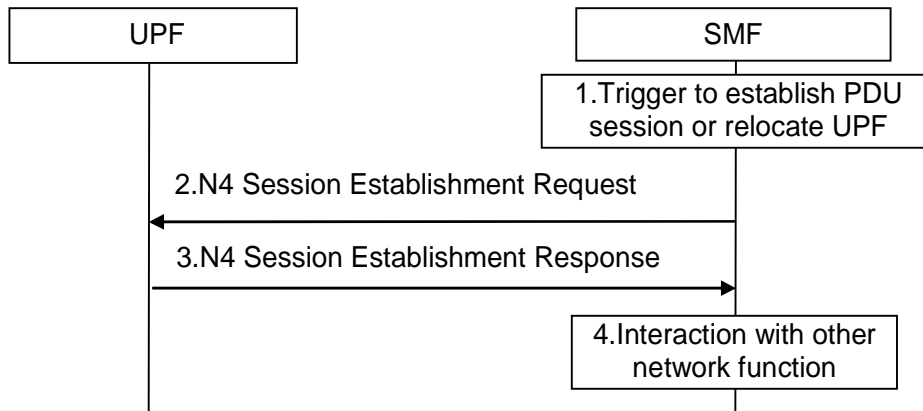 UPF
SMF
1.Trigger to establish PDU
session or relocate UPF
2.N4 Session Establishment Request
3.N4 Session Establishment Response
4.Interaction with other
network function